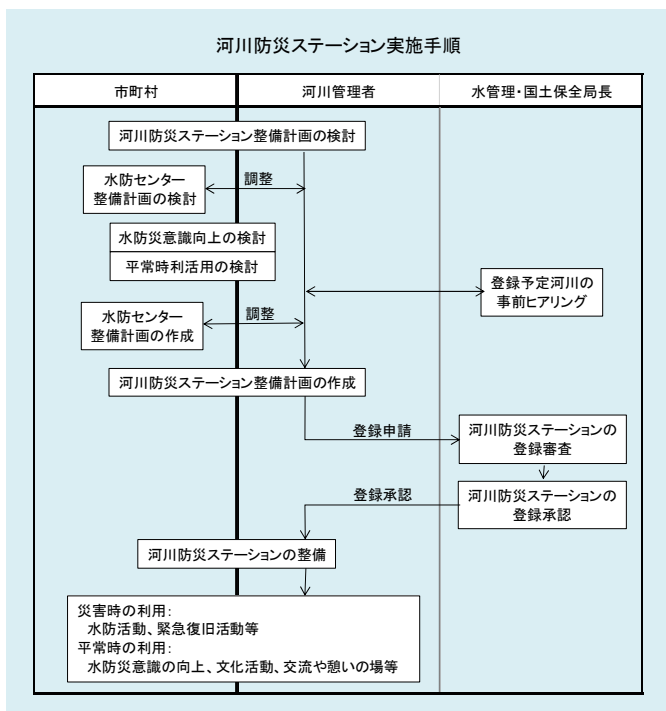 河川防災ステーション実施手順
市町村
河川管理者
水管理・国土保全局長
河川防災ステーション整備計画の検討
水防センター
整備計画の検討
調整
水防災意識向上の検討
平常時利活用の検討
登録予定河川の
事前ヒアリング
水防センター
整備計画の作成
調整
河川防災ステーション整備計画の作成
登録申請
河川防災ステーションの
登録審査
登録承認
河川防災ステーションの
登録承認
河川防災ステーションの整備
災害時の利用：
水防活動、緊急復旧活動等
平常時の利用：
水防災意識の向上、文化活動、交流や憩いの場等